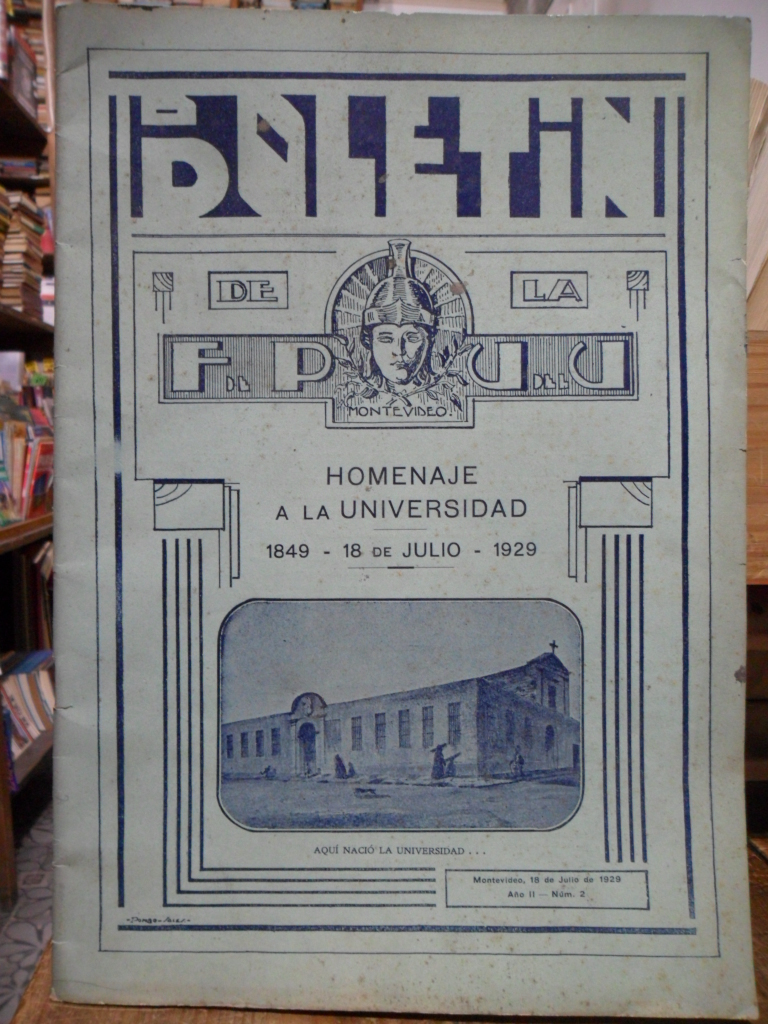 BOLETIN
DE LA
F DE P U DEL U
MONTEVIDEO.
HOMENAJE
A LA UNIVERSIDAD
1849 - 18 DE JULIO - 1929
AQUÍ NACIÓ LA UNIVERSIDAD . . .
Montevideo, 18 de Julio de 1929
Año II — Núm. 2